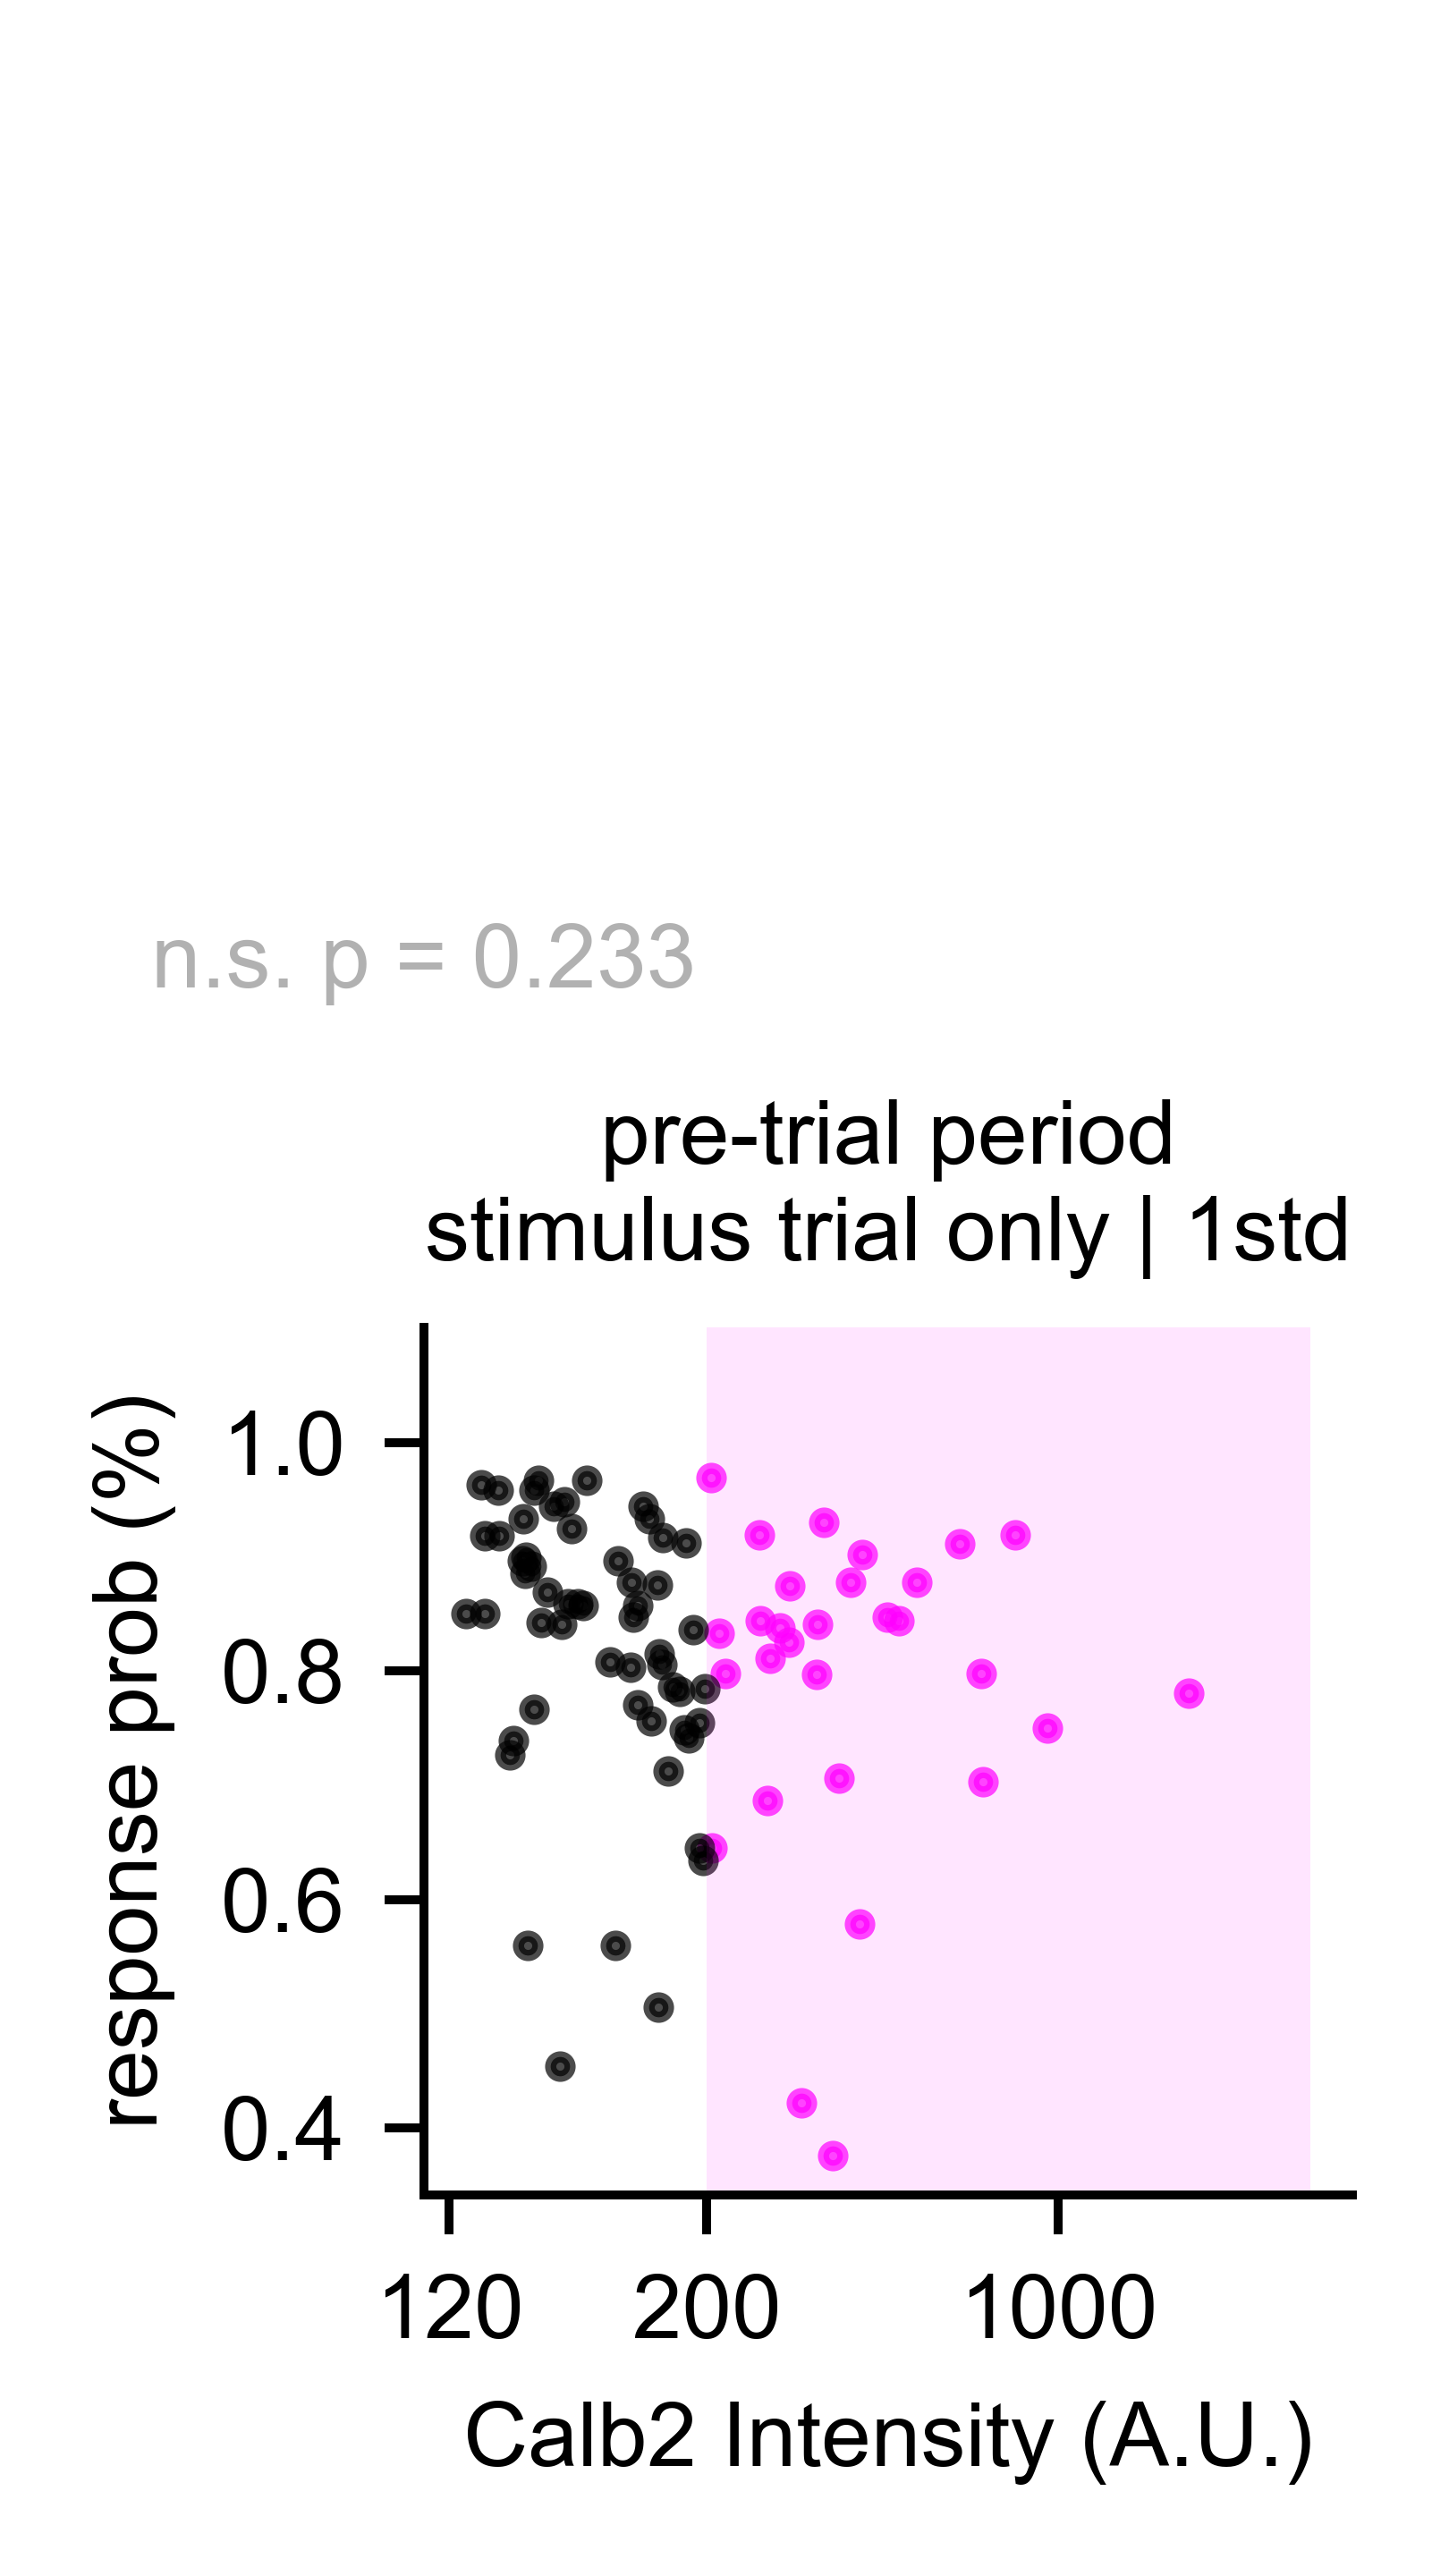 n.s. p = 0.233
pre-trial period
stimulus trial only | 1std
response prob (%)
1.0
0.8
0.6
0.4
120 200 1000
Calb2 Intensity (A.U.)